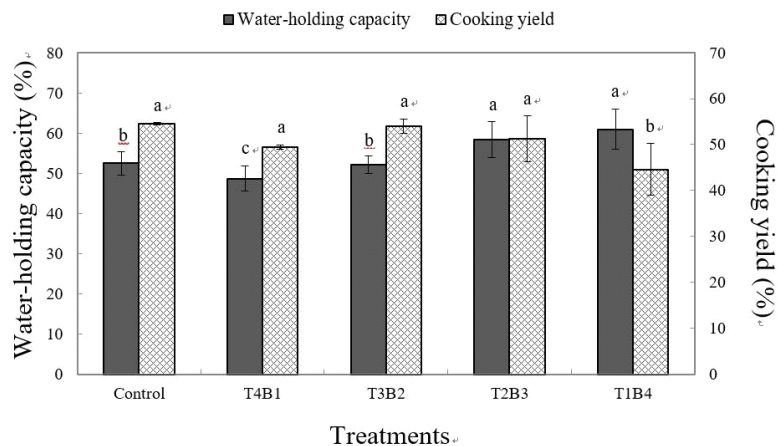 Water-holding capacity Cooking yield
Water-holding capacity (%)
80
70
60
50
40
30
20
10
0
b a c a b a a a a b
70
60
50
40
30
20
10
0
Cooking yield (%)
Control T4B1 T3B2 T2B3 T1B4
Treatments